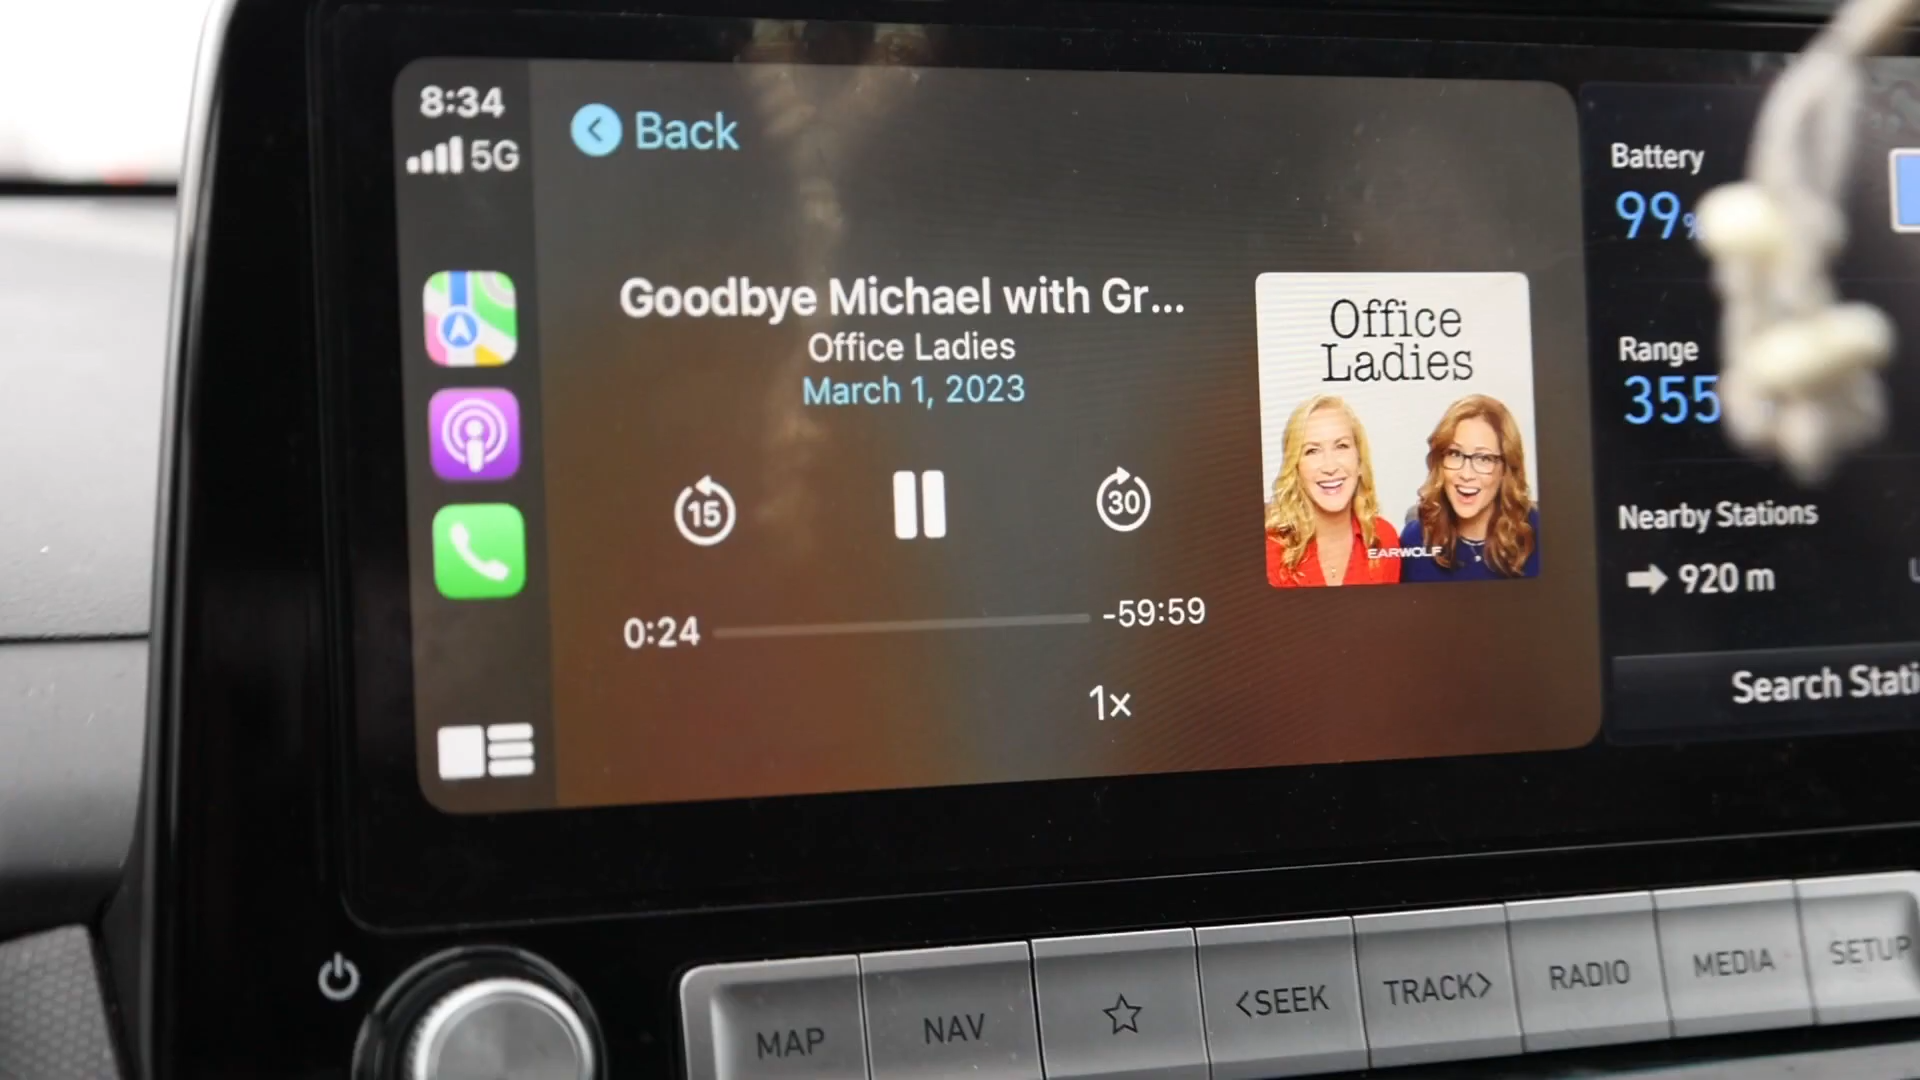 8:34
5G
Back
Goodbye Michael with Gr...
Office Ladies
March 1, 2023
15
30
0:24
-59:59
1x
Office
Ladies
EARWOLF
Battery
99%
Range
355
Nearby Stations
920 m
Search Stati
MAP
NAV
<SEEK
TRACK>
RADIO
MEDIA
SETUP